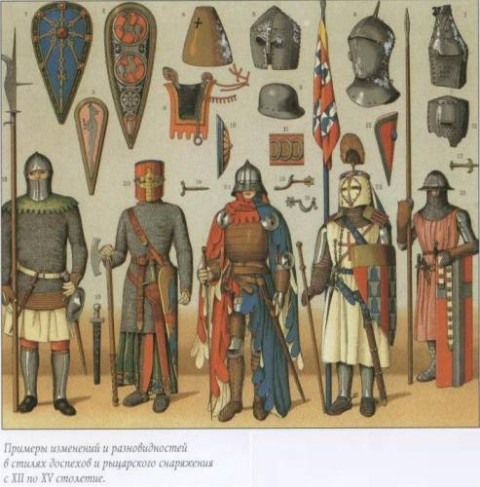 Примеры изменений и разновидностей
в стилях доспехов и рыцарского снаряжения
с XII по XV столетие.